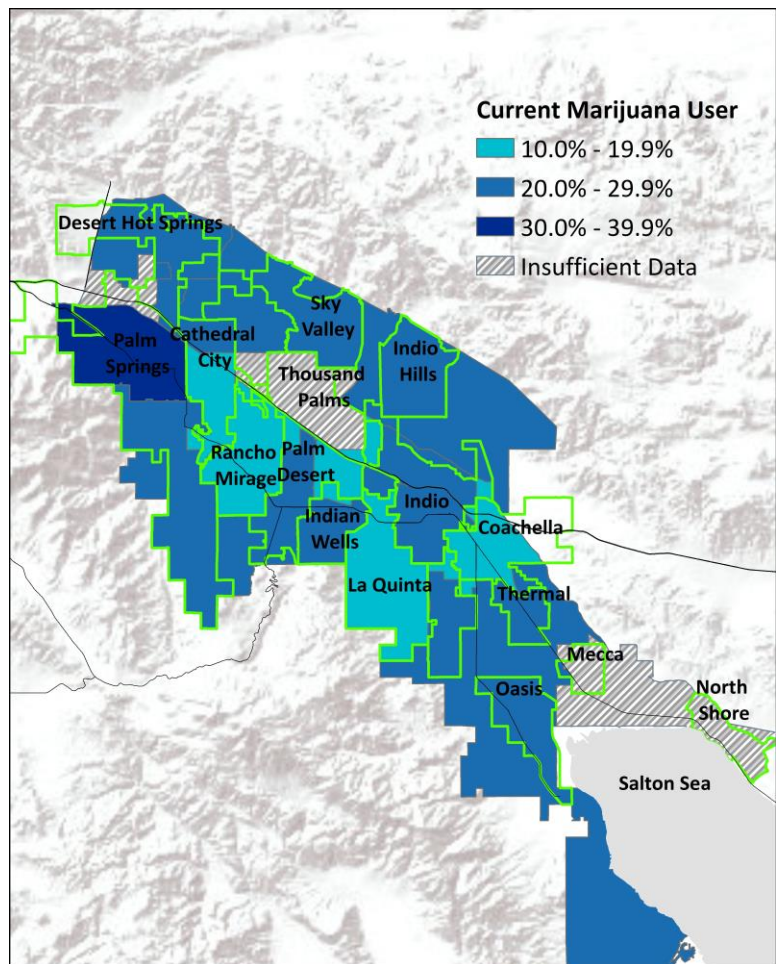 Current Marijuana User
10.0% - 19.9%
20.0% - 29.9%
30.0% - 39.9%
Insufficient Data
Desert Hot Springs
Sky
Valley
Cathedral
City
Palm
Springs
Indio
Hills
Thousand
Palms
Rancho
Mirage
Palm
Desert
Indio
Indian
Wells
Coachella
La Quinta
Thermal
Mecca
Oasis
North
Shore
Salton Sea